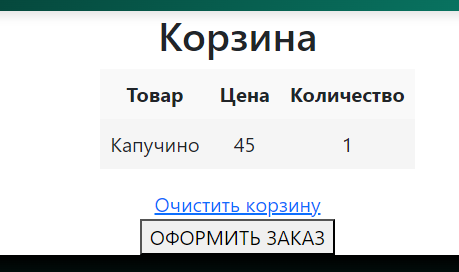 Корзина
Товар Цена Количество
Капучино 45 1
Очистить корзину
ОФОРМИТЬ ЗАКАЗ